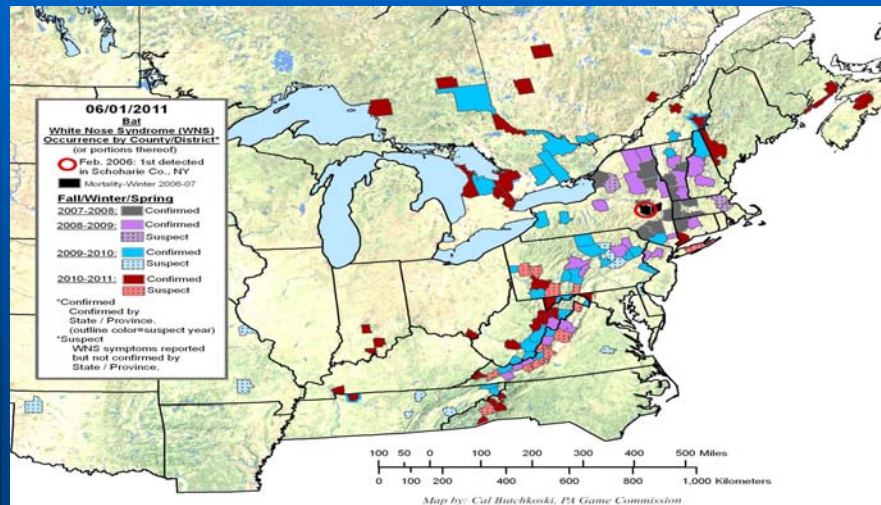 06/01/2011
Bat
White Nose Syndrome (WNS)
Occurrence by County/District*
(or portions thereof)
Feb. 2006: 1st detected
in Schoharie Co., NY
Mortality-Winter 2006-07
Fall/Winter/Spring
2007-2008: Confirmed
2008-2009: Confirmed
Suspect
2009-2010: Confirmed
Suspect
2010-2011: Confirmed
Suspect
*Confirmed
Confirmed by
State / Province.
(outline color=suspect year)
*Suspect
WNS symptoms reported
but not confirmed by
State / Province.
100 50 0 100 200 300 400 500 Miles
0 100 200 400 600 800 1,000 Kilometers
Map by: Cal Butchkoski, PA Game Commission